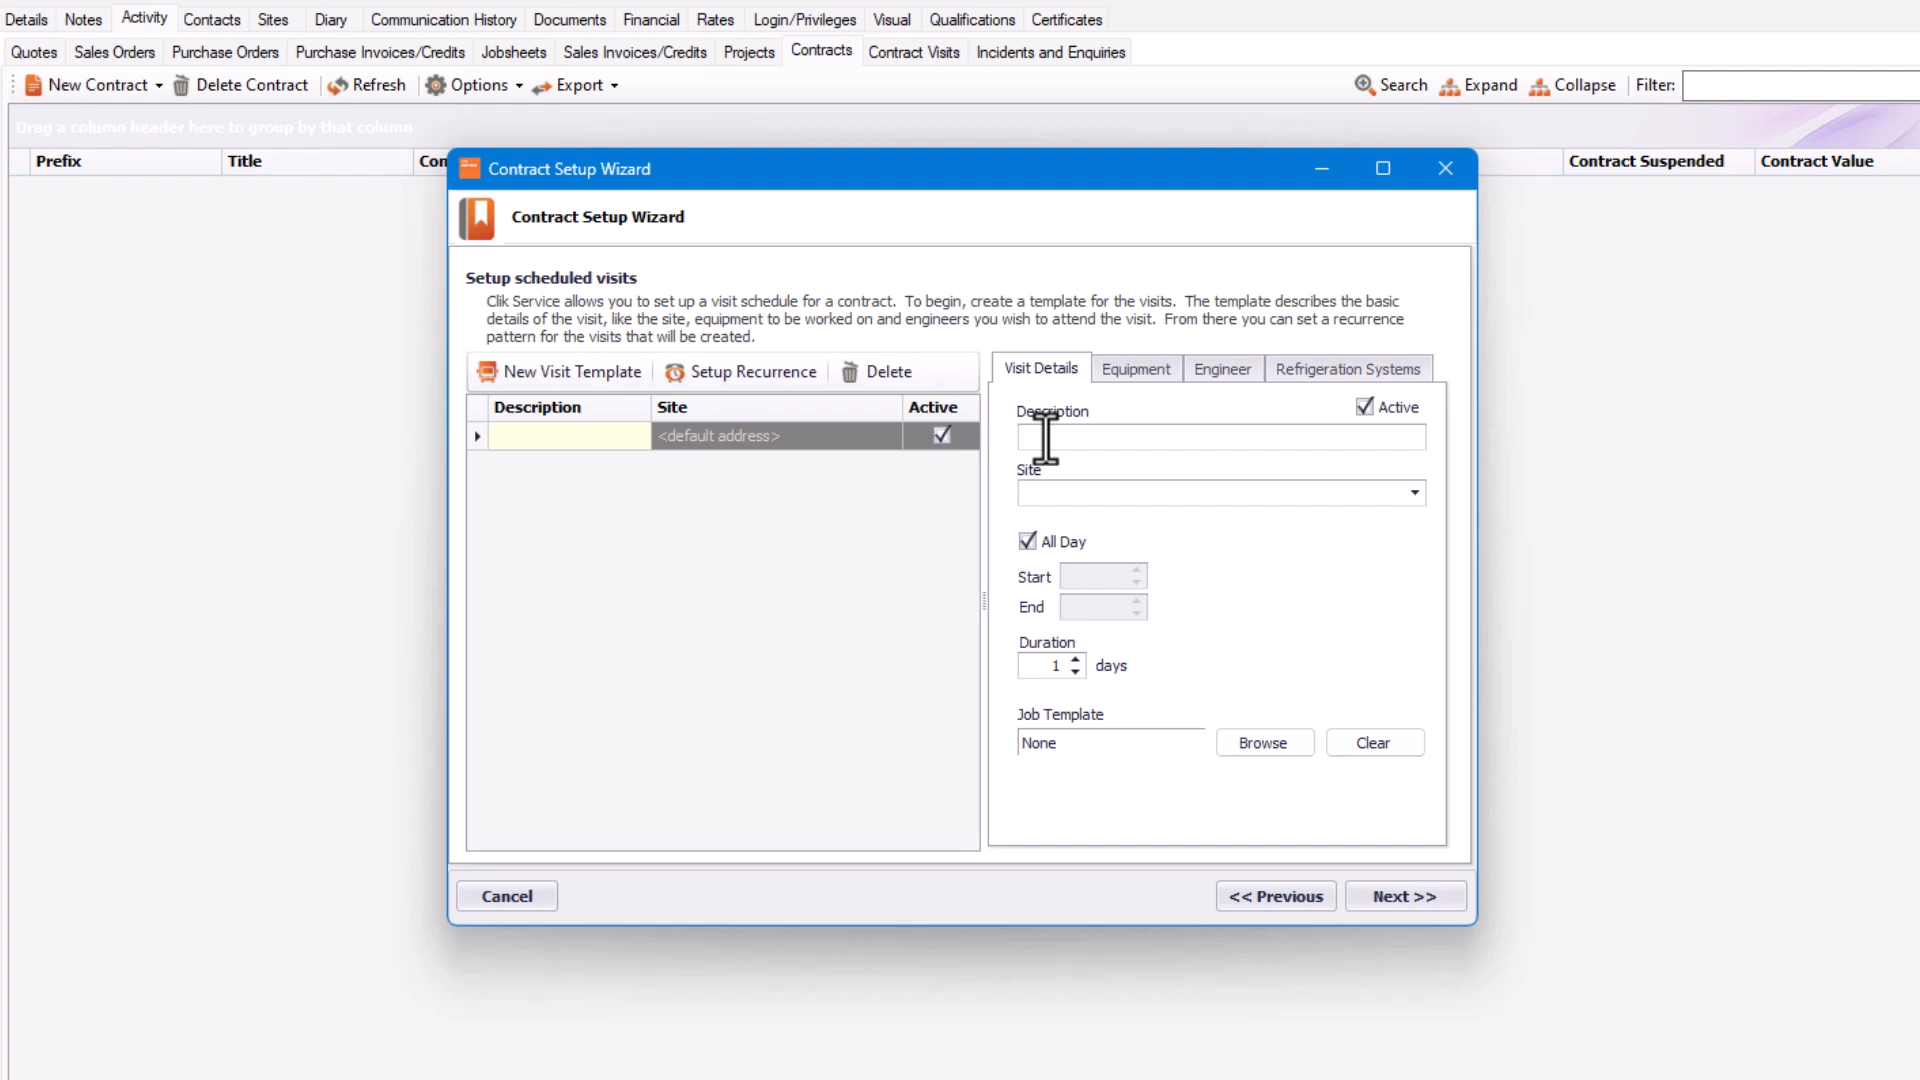 Details Notes Activity Contacts Sites Diary Communication History Documents Financial Rates Login/Privileges Visual Qualifications Certificates
Quotes Sales Orders Purchase Orders Purchase Invoices/Credits Jobsheets Sales Invoices/Credits Projects Contracts Contract Visits Incidents and Enquiries
New Contract Delete Contract Refresh Options Export Search Expand Collapse Filter:
Drag a column header here to group by that column
Prefix Title Con Contract Suspended Contract Value
Contract Setup Wizard
Contract Setup Wizard
Setup scheduled visits
Clik Service allows you to set up a visit schedule for a contract. To begin, create a template for the visits. The template describes the basic
details of the visit, like the site, equipment to be worked on and engineers you wish to attend the visit. From there you can set a recurrence
pattern for the visits that will be created.
New Visit Template Setup Recurrence Delete
Description Site Active
<default address>
Visit Details Equipment Engineer Refrigeration Systems
Description Active
Site
All Day
Start
End
Duration
1 days
Job Template
None Browse Clear
Cancel << Previous Next >>